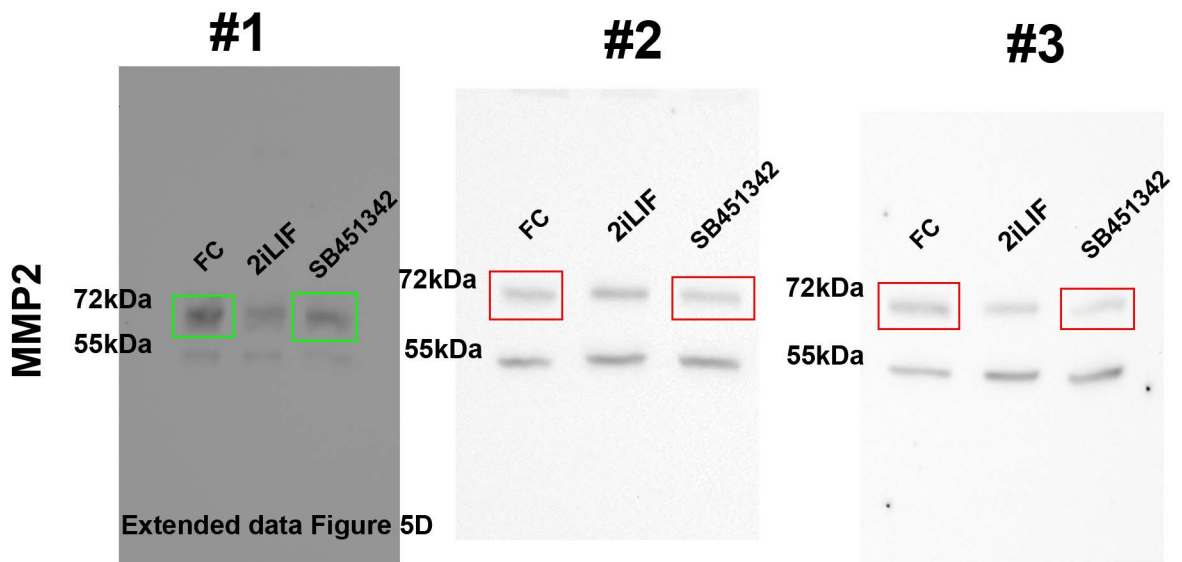 #1
#2
#3
MMP2
FC
2iLIF
SB451342
72kDa
55kDa
Extended data Figure 5D
FC
2iLIF
SB451342
72kDa
55kDa
FC
2iLIF
SB451342
72kDa
55kDa